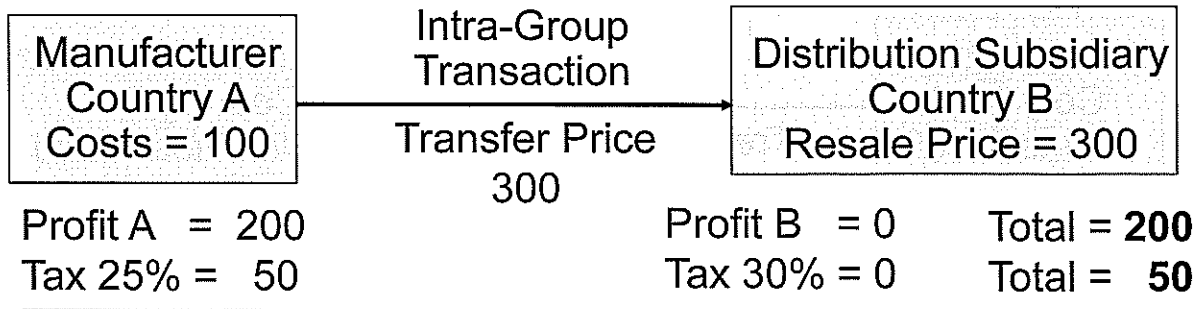 Manufacturer
Country A
Costs = 100
Intra-Group
Transaction
Transfer Price
300
Distribution Subsidiary
Country B
Resale Price = 300
Profit A = 200
Tax 25% = 50
Profit B = 0 Total = 200
Tax 30% = 0 Total = 50